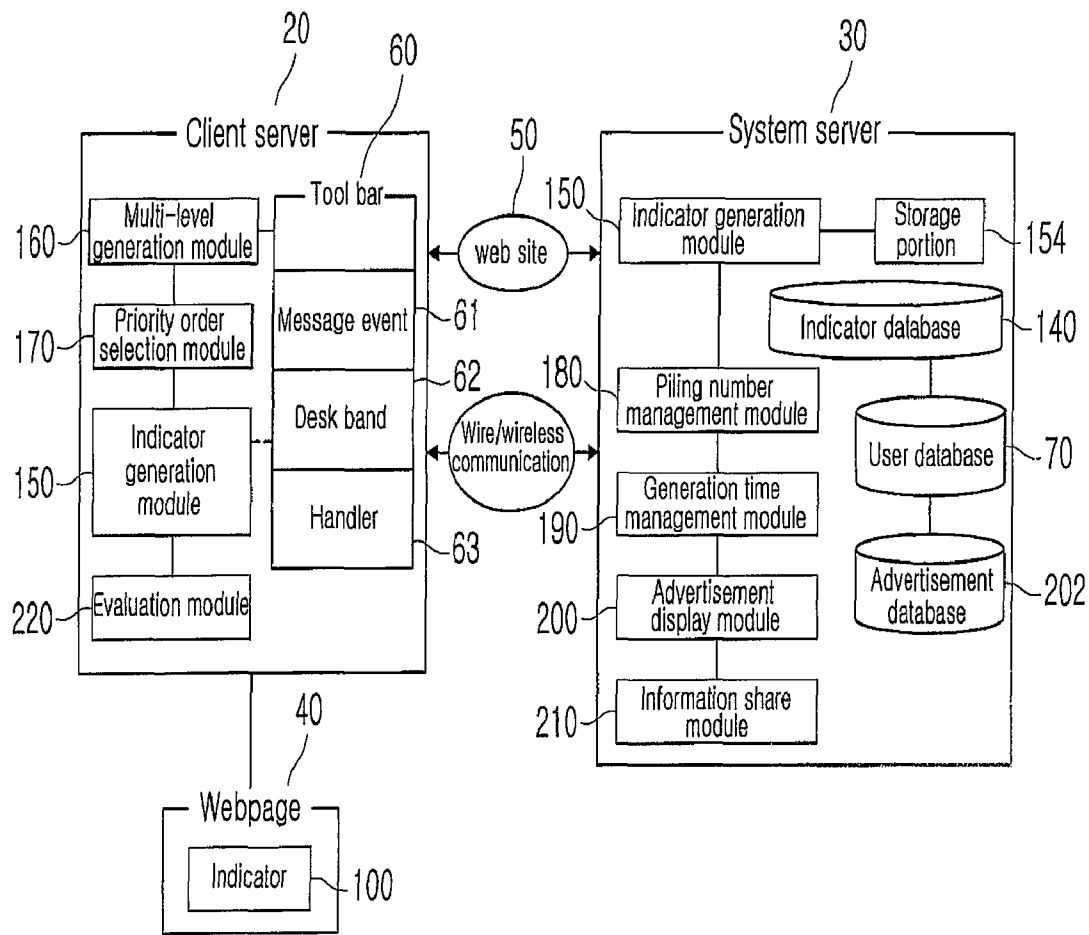 20
60
30
Client server
System server
50
Tool bar
150
Multi-level
generation module
160
Indicator generation
module
Storage
portion
154
web site
Message event
61
Priority order
selection module
170
Indicator database
140
62
180
Piling number
management module
Desk band
Wire/wireless
communication
Indicator
generation
module
150
User database
70
Generation time
management module
190
Handler
63
Evaluation module
220
200
Advertisement
display module
Advertisement
database
202
Information share
module
210
40
Webpage
Indicator
100